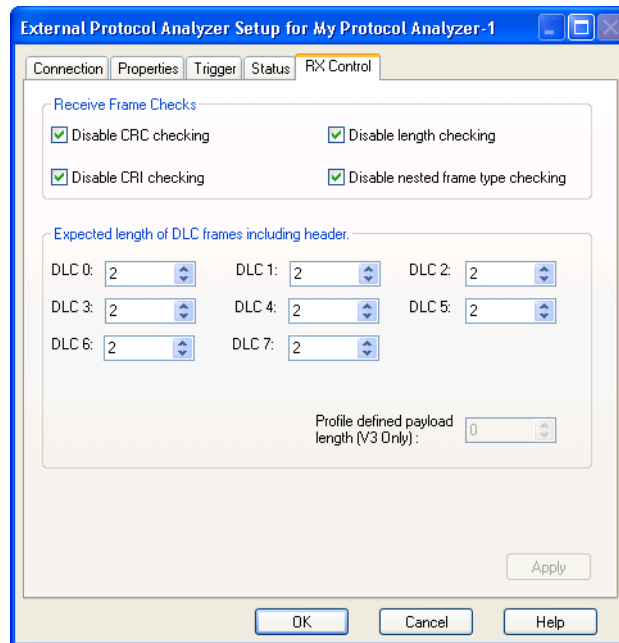 External Protocol Analyzer Setup for My Protocol Analyzer-1
Connection Properties Trigger Status RX Control
Receive Frame Checks
Disable CRC checking Disable length checking
Disable CRI checking Disable nested frame type checking
Expected length of DLC frames including header.
DLC 0: 2 DLC 1: 2 DLC 2: 2
DLC 3: 2 DLC 4: 2 DLC 5: 2
DLC 6: 2 DLC 7: 2
Profile defined payload
length (V3 Only) : 0
Apply
OK Cancel Help